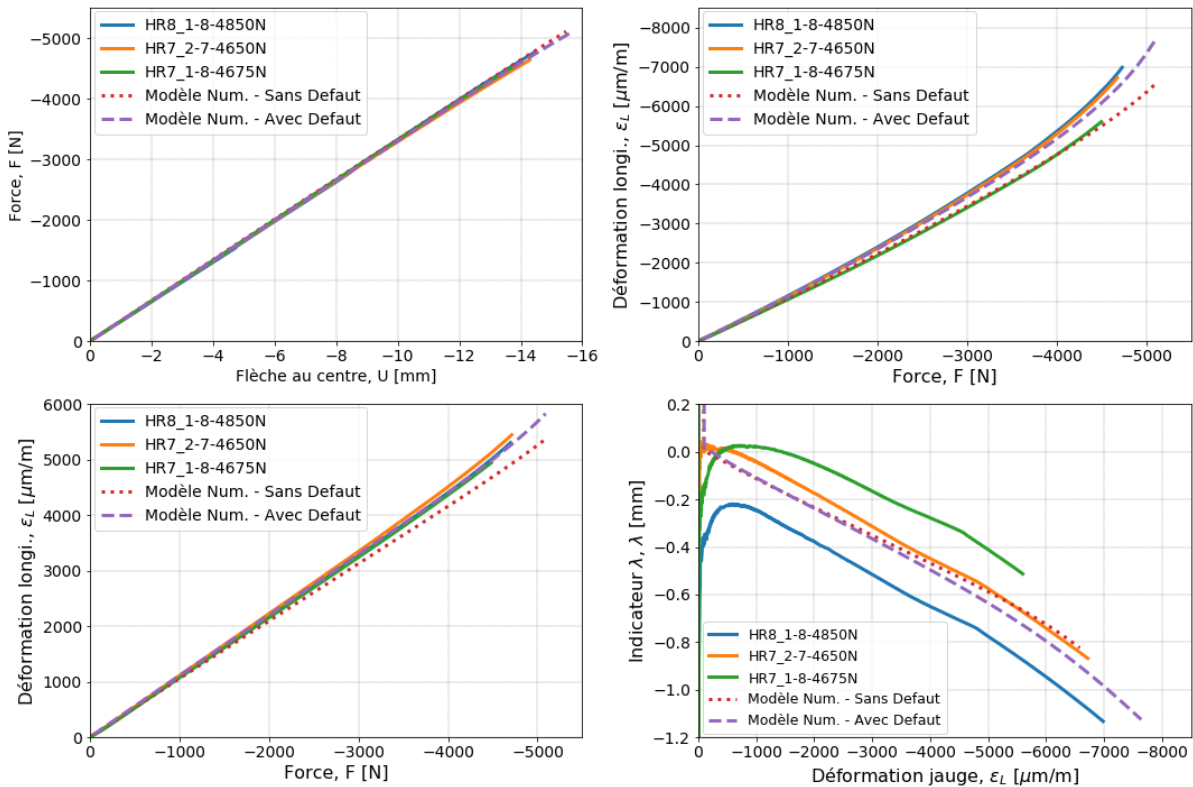 −5000
−4000
−3000
−2000
−1000
0
Force, F [N]
HR8_1-8-4850N
HR7_2-7-4650N
HR7_1-8-4675N
Modèle Num. - Sans Defaut
Modèle Num. - Avec Defaut
0 −2 −4 −6 −8 −10 −12 −14 −16
Flèche au centre, U [mm]
−8000
−7000
−6000
−5000
−4000
−3000
−2000
−1000
0
Déformation longi., εL [μm/m]
HR8_1-8-4850N
HR7_2-7-4650N
HR7_1-8-4675N
Modèle Num. - Sans Defaut
Modèle Num. - Avec Defaut
0 −1000 −2000 −3000 −4000 −5000
Force, F [N]
6000
5000
4000
3000
2000
1000
0
Déformation longi., εL [μm/m]
HR8_1-8-4850N
HR7_2-7-4650N
HR7_1-8-4675N
Modèle Num. - Sans Defaut
Modèle Num. - Avec Defaut
0 −1000 −2000 −3000 −4000 −5000
Force, F [N]
0.2
0.0
−0.2
−0.4
−0.6
−0.8
−1.0
−1.2
Indicateur λ, λ [mm]
HR8_1-8-4850N
HR7_2-7-4650N
HR7_1-8-4675N
Modèle Num. - Sans Defaut
Modèle Num. - Avec Defaut
0 −1000 −2000 −3000 −4000 −5000 −6000 −7000 −8000
Déformation jauge, εL [μm/m]